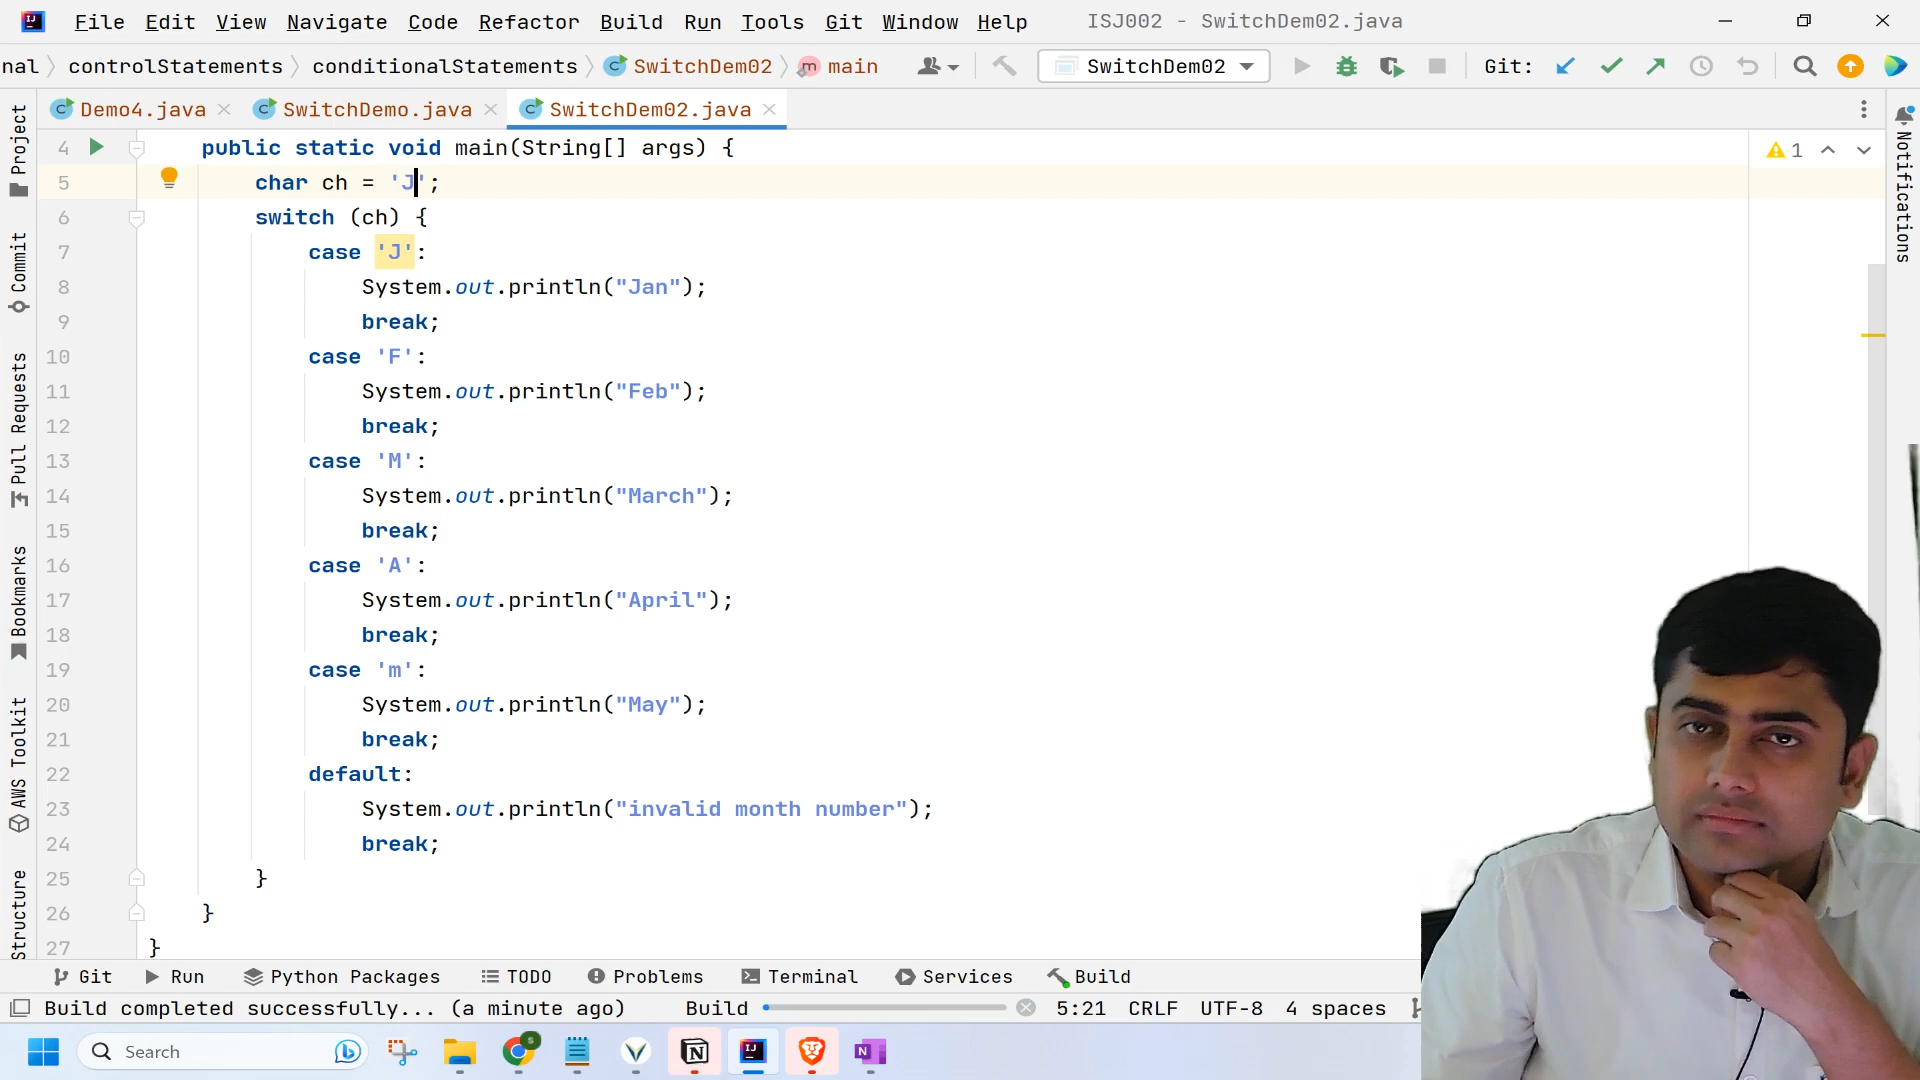 File Edit View Navigate Code Refactor Build Run Tools Git Window Help ISJ002 - SwitchDem02.java
nal controlStatements conditionalStatements SwitchDem02 main SwitchDem02 Git:
Demo4.java SwitchDemo.java SwitchDem02.java
4 public static void main(String[] args) {
5 char ch = 'J';
6 switch (ch) {
7 case 'J':
8 System.out.println("Jan");
9 break;
10 case 'F':
11 System.out.println("Feb");
12 break;
13 case 'M':
14 System.out.println("March");
15 break;
16 case 'A':
17 System.out.println("April");
18 break;
19 case 'm':
20 System.out.println("May");
21 break;
22 default:
23 System.out.println("invalid month number");
24 break;
25 }
26 }
27 }
1
Project
Commit
Pull Requests
Bookmarks
AWS Toolkit
Structure
Notifications
Git Run Python Packages TODO Problems Terminal Services Build
Build completed successfully... (a minute ago) Build 5:21 CRLF UTF-8 4 spaces
Search